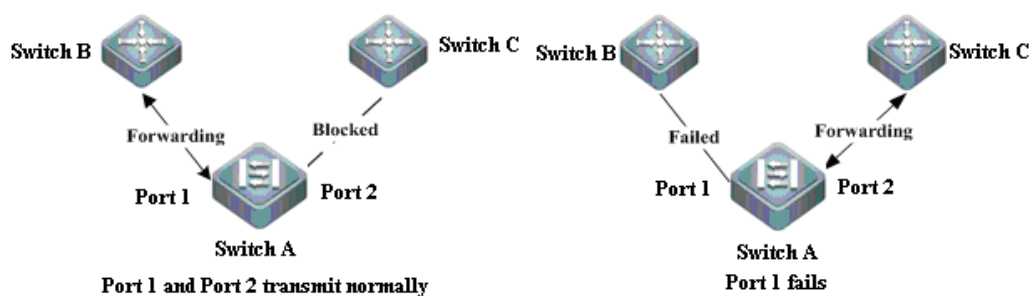 Switch B
Switch C
Forwarding
Blocked
Port 1
Port 2
Switch A
Port 1 and Port 2 transmit normally
Switch B
Switch C
Failed
Forwarding
Port 1
Port 2
Switch A
Port 1 fails